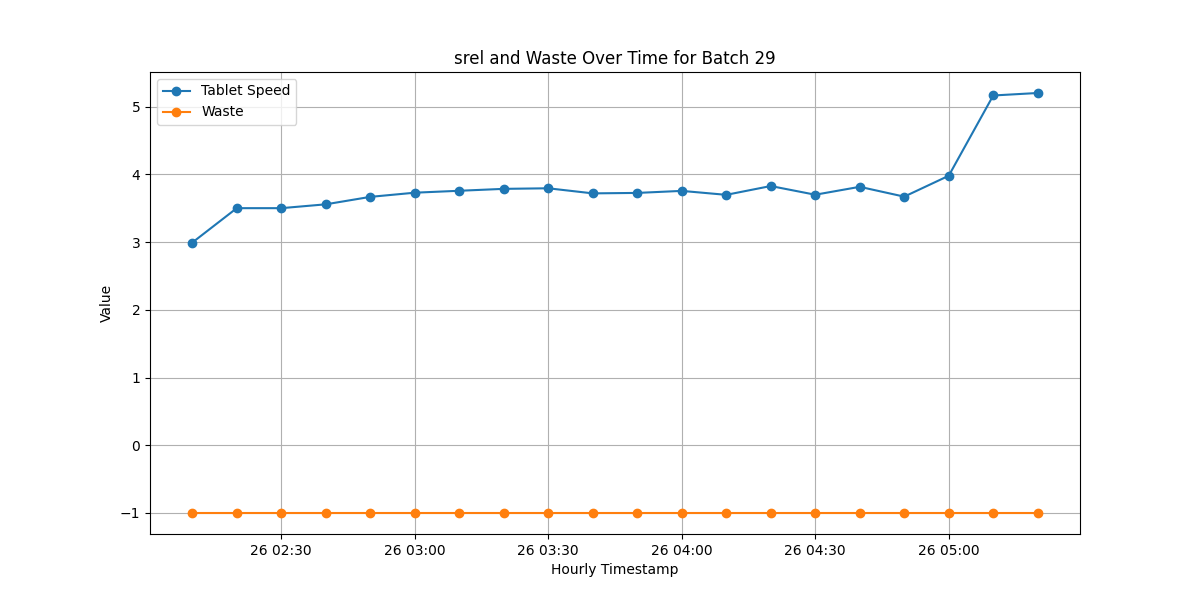 srel and Waste Over Time for Batch 29
Tablet Speed
Waste
5
4
3
2
1
0
−1
Value
26 02:30 26 03:00 26 03:30 26 04:00 26 04:30 26 05:00
Hourly Timestamp